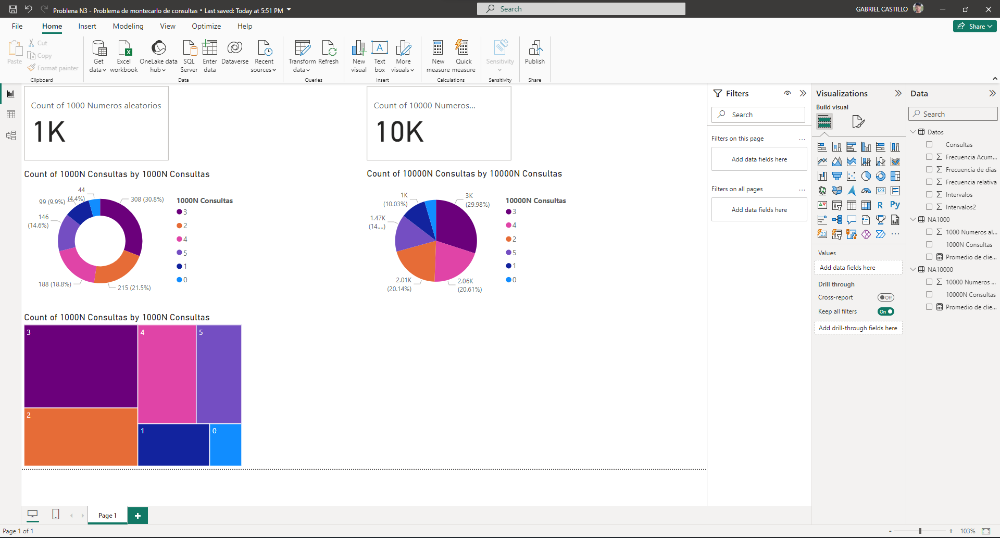 Problena N3 - Problema de montecarlo de consultas • Last saved: Today at 5:51 PM
Search
GABRIEL CASTILLO
File
Home
Insert
Modeling
View
Optimize
Help
Share
Paste
Cut
Copy
Format painter
Clipboard
Get data
Excel workbook
OneLake data hub
SQL Server
Enter data
Dataverse
Recent sources
Data
Transform data
Refresh
Queries
New visual
Text box
More visuals
Insert
New measure
Quick measure
Calculations
Sensitivity
Sensitivity
Publish
Share
Count of 1000 Numeros aleatorios
1K
Count of 10000 Numeros...
10K
Count of 1000N Consultas by 1000N Consultas
44
(4.4%)
99 (9.9%)
146
(14.6%)
188 (18.8%)
215 (21.5%)
308 (30.8%)
1000N Consultas
3
2
4
5
1
0
Count of 10000N Consultas by 10000N Consultas
1K
(10.03%)
1.47K
(14....)
2.01K
(20.14%)
2.06K
(20.61%)
3K
(29.98%)
10000N Consultas
3
4
2
5
1
0
Count of 1000N Consultas by 1000N Consultas
3
4
5
2
1
0
Filters
Search
Filters on this page
...
Add data fields here
Filters on all pages
...
Add data fields here
Visualizations
Build visual
123
R
Py
123
...
Values
Add data fields here
Drill through
Cross-report
Off
Keep all filters
On
Add drill-through fields here
Data
Search
Datos
Consultas
Frecuencia Acum...
Frecuencia de dias
Frecuencia relativa
Intervalos
Intervalos2
NA1000
1000 Numeros al...
1000N Consultas
Promedio de clie...
NA10000
10000 Numeros ...
10000N Consultas
Promedio de clie...
Page 1
Page 1 of 1
- + 103%